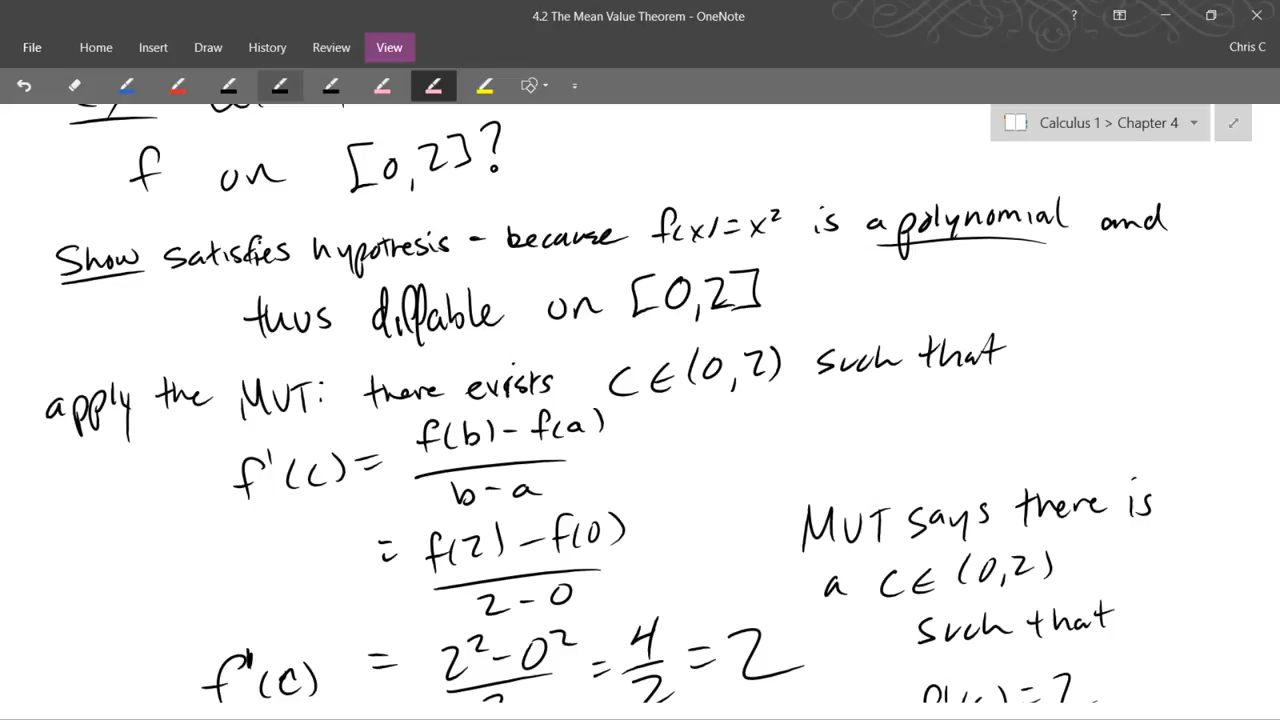 4.2 The Mean Value Theorem - OneNote
?
File Home Insert Draw History Review View
Chris C
Calculus 1 > Chapter 4
f on [0,2]?
Show satisfies hypothesis - because f(x)=x² is a polynomial and
thus diffable on [0,2]
apply the MVT: there exists C∈(0,2) such that
f'(c) = f(b)-f(a)
b-a
= f(2)-f(0)
2-0
f'(c) = 2²-0² = 4/2 = 2
MVT says there is
a C∈(0,2)
such that